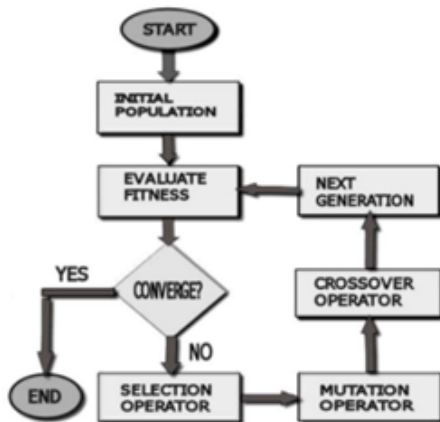 START
INITIAL
POPULATION
EVALUATE
FITNESS
NEXT
GENERATION
YES
CONVERGE?
CROSSOVER
OPERATOR
NO
END
SELECTION
OPERATOR
MUTATION
OPERATOR